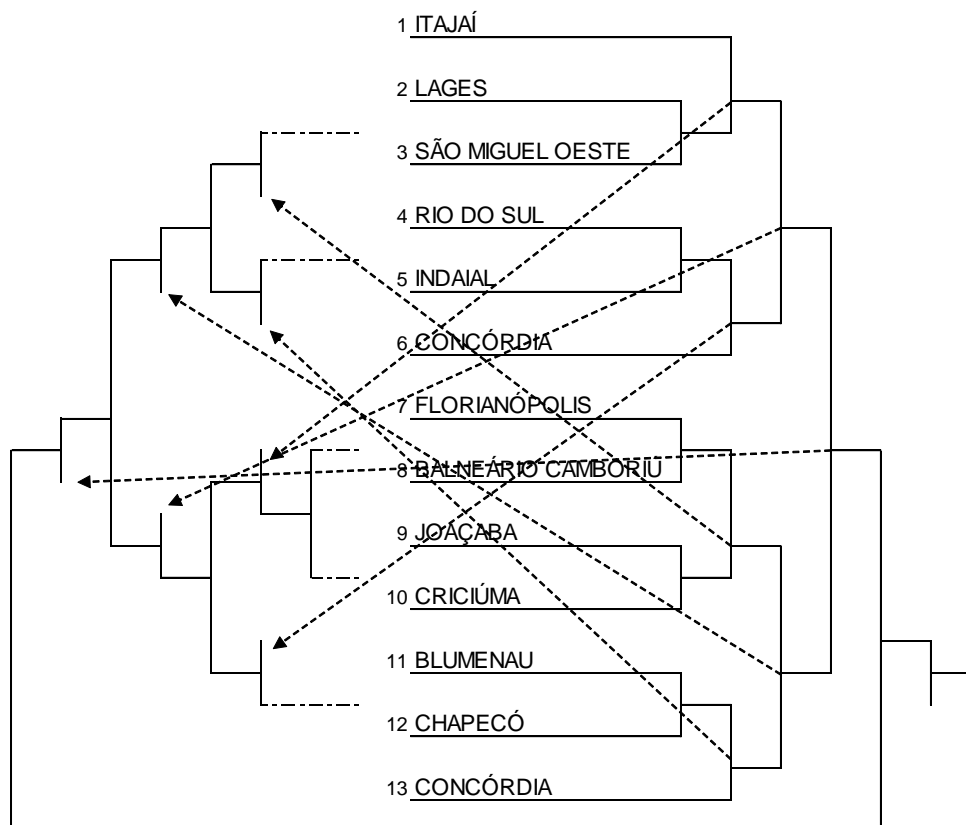 1 ITAJAÍ
2 LAGES
3 SÃO MIGUEL OESTE
4 RIO DO SUL
5 INDAIAL
6 CONCÓRDIA
7 FLORIANÓPOLIS
8 BALNEÁRIO CAMBORIU
9 JOAÇABA
10 CRICIÚMA
11 BLUMENAU
12 CHAPECÓ
13 CONCÓRDIA